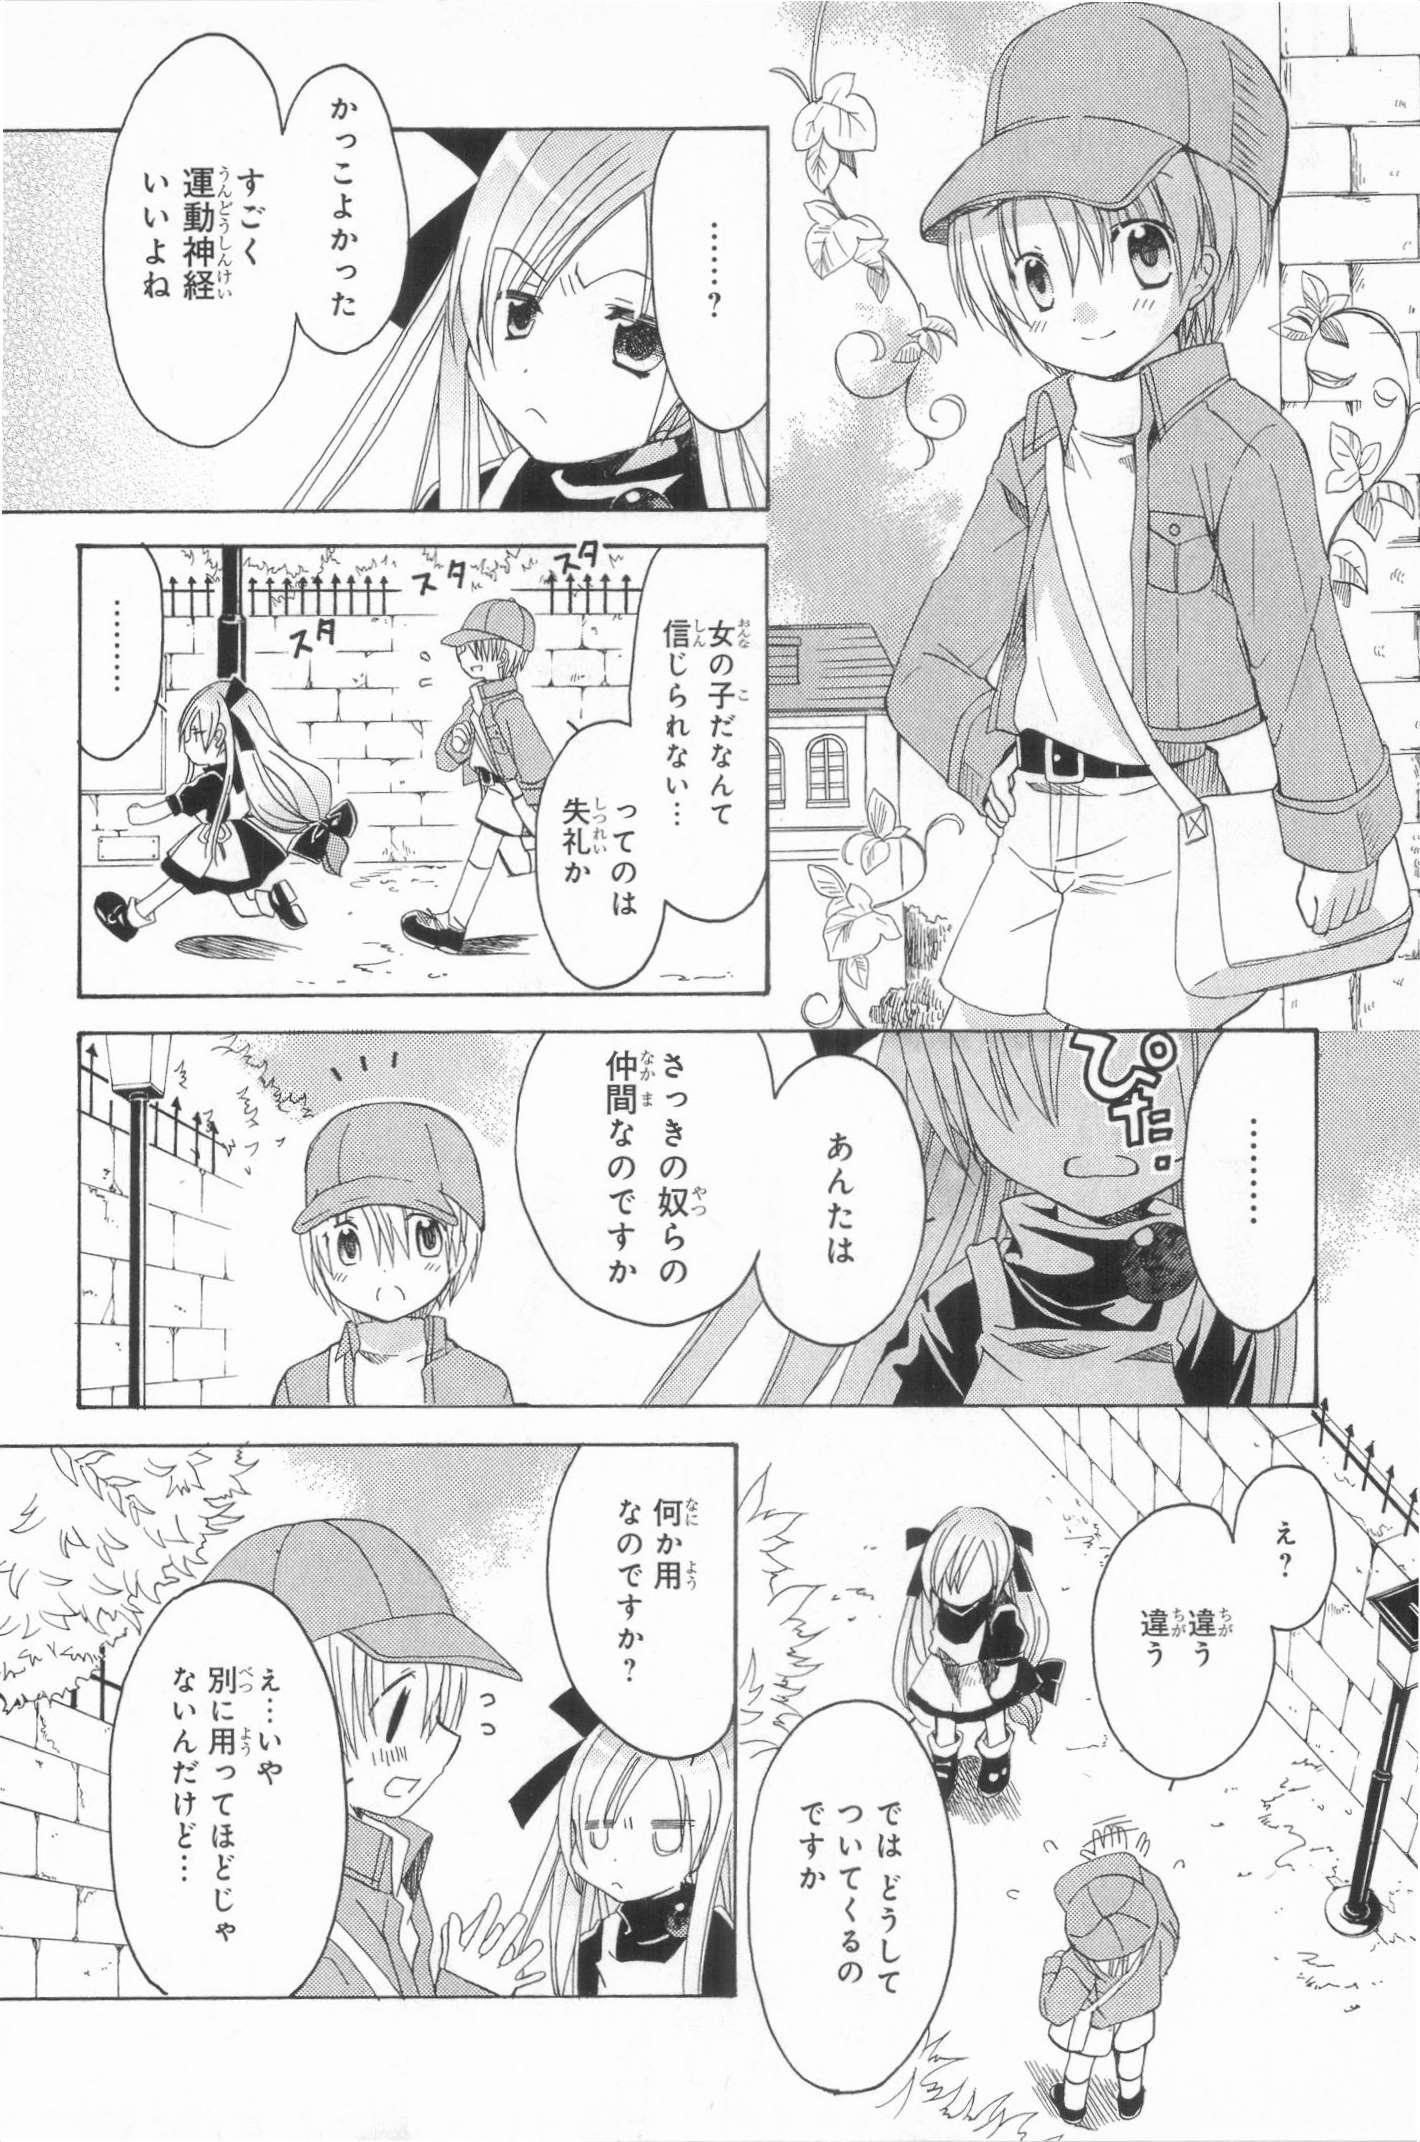 ……？
かっこよかった
すごく
運動神経
いいよね
女の子だなんて
信じられない…
ってのは
失礼か
スタ
スタ
スタ
………
………
ぴた。
あんたは
さっきの奴らの
仲間なのですか
え？
違う
違う
では どうして
ついてくるの
ですか
何か用
なのですか？
え…いや
別に用ってほどじゃ
ないんだけど…